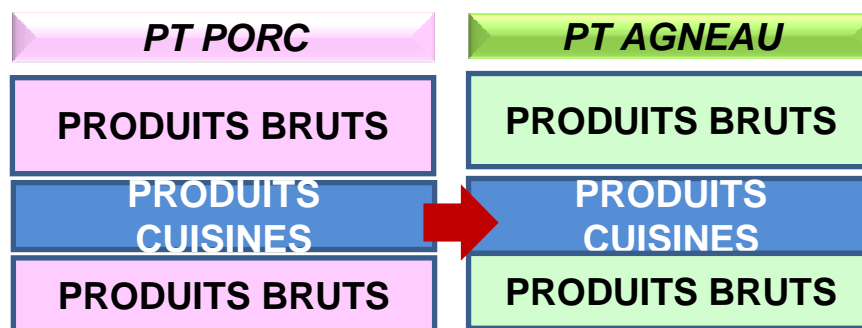 PT PORC
PRODUITS BRUTS
PRODUITS
CUISINES
PRODUITS BRUTS
PT AGNEAU
PRODUITS BRUTS
PRODUITS
CUISINES
PRODUITS BRUTS